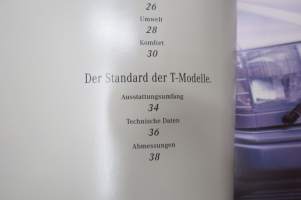 26
Umwelt
28
Komfort
30
Der Standard der T-Modelle.
Ausstattungsumfang
34
Technische Daten
36
Abmessungen
38